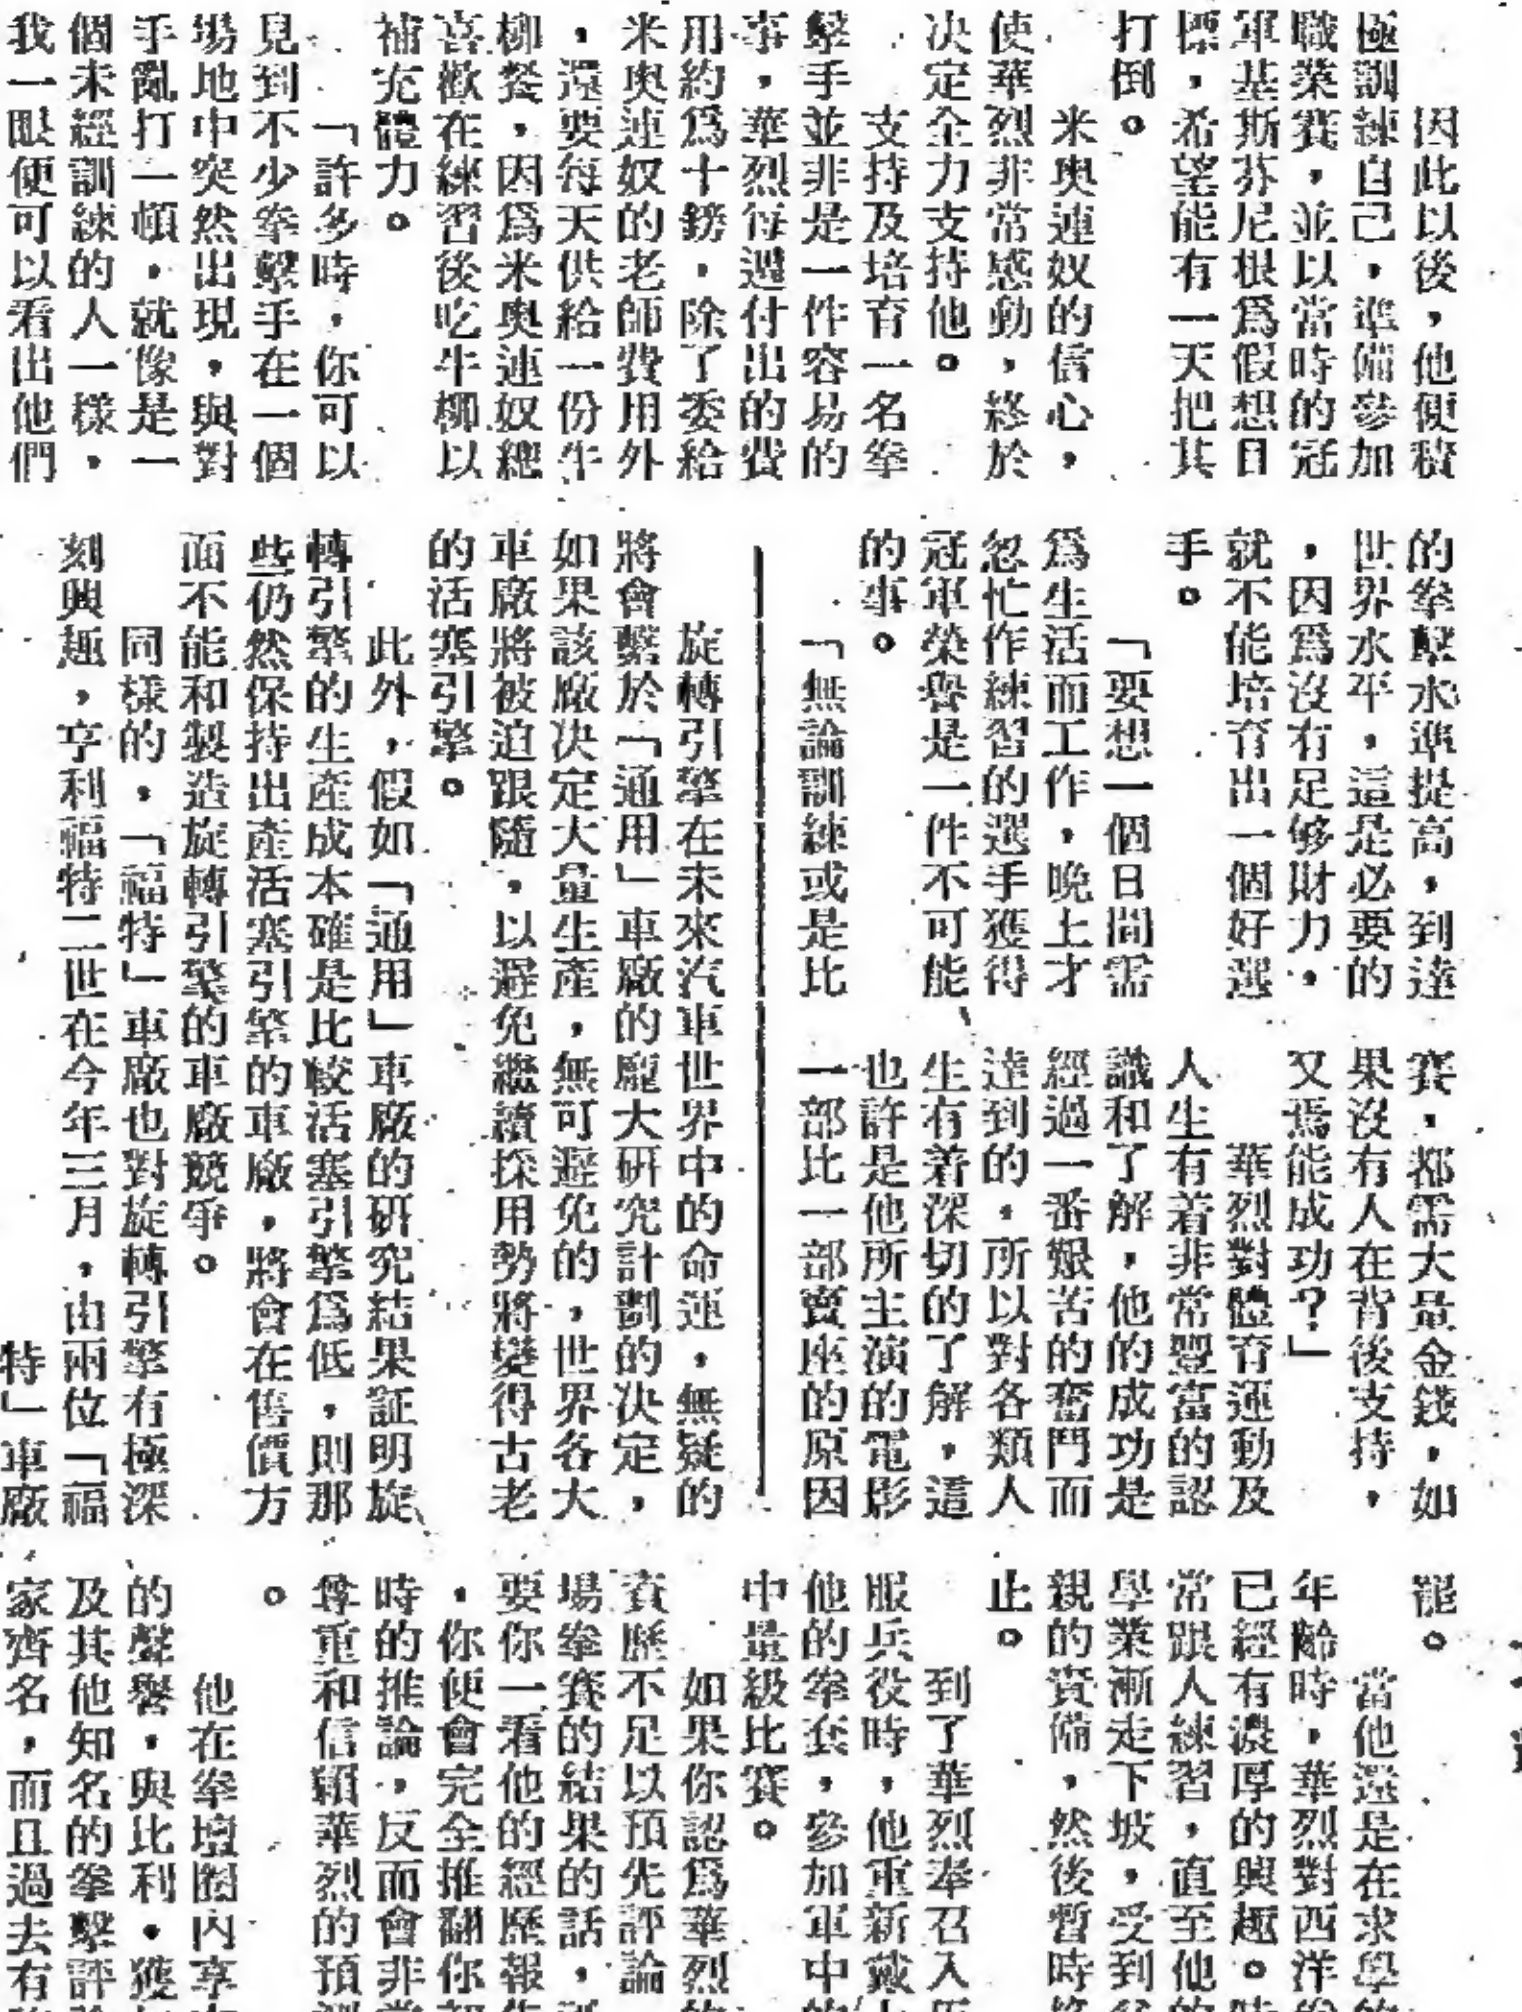 因此以後，他便積
極訓練自己，準備參加
職業賽，並以當時的冠
軍基斯芬尼根爲假想目
標，希望能有一天把其
打倒。
米奧連奴的信心，
使華烈非常感動，終於
决定全力支持他。
支持及培育一名拳
擊手並非是一件容易的
事，華烈每週付出的費
用約爲十鎊，除了委給
米奧連奴的老師費用外
，還要每天供給一份牛
柳餐，因爲米奧連奴總
喜歡在練習後吃牛柳以
補充體力。
「許多時，你可以
見到不少拳擊手在一個
場地中突然出現，與對
手亂打一頓，就像是一
個未經訓練的人一樣，
我一眼便可以看出他們
的拳擊水準提高，到達
世界水平，這是必要的
，因爲沒有足够財力，
就不能培育出一個好選
手。
「要想一個日間需
爲生活而工作，晚上才
忽忙作練習的選手獲得
冠軍榮譽是一件不可能
的事。
「無論訓練或是比
賽，都需大量金錢，如
果沒有人在背後支持，
又焉能成功？」
華烈對體育運動及
人生有着非常豐富的認
識和了解，他的成功是
經過一番艱苦的奮鬥而
達到的，所以對各類人
生有着深切的了解，這
也許是他所主演的電影
一部比一部賣座的原因
旋轉引擎在未來汽車世界中的命運，無疑的
將會繫於「通用」車廠的龐大研究計劃的决定，
如果該廠决定大量生產，無可避免的，世界各大
車廠將被迫跟隨，以避免繼續採用勢將變得古老
的活塞引擎。
此外，假如「通用」車廠的研究結果証明旋
轉引擎的生產成本確是比較活塞引擎爲低，則那
些仍然保持出產活塞引擎的車廠，將會在售價方
面不能和製造旋轉引擎的車廠競爭。
同樣的，「福特」車廠也對旋轉引擎有極深
刻興趣，亨利福特二世在今年三月，由兩位「福
特」車廠
罷。
當他還是在求學
年齡時，華烈對西洋
已經有濃厚的興趣。
常跟人練習，直至他
學業漸走下坡，受到
親的責備，然後暫時
止。
到了華烈奉召入
服兵役時，他重新戴
他的拳套，參加軍中
中量級比賽。
如果你認爲華烈
資歷不足以預先評論
場拳賽的結果的話，
要你一看他的經歷報
，你便會完全推翻你
時的推論，反而會非
尊重和信賴華烈的預
。
他在拳壇圈內享
的聲譽，與比利·獲
及其他知名的拳擊評
家齊名，而且過去有